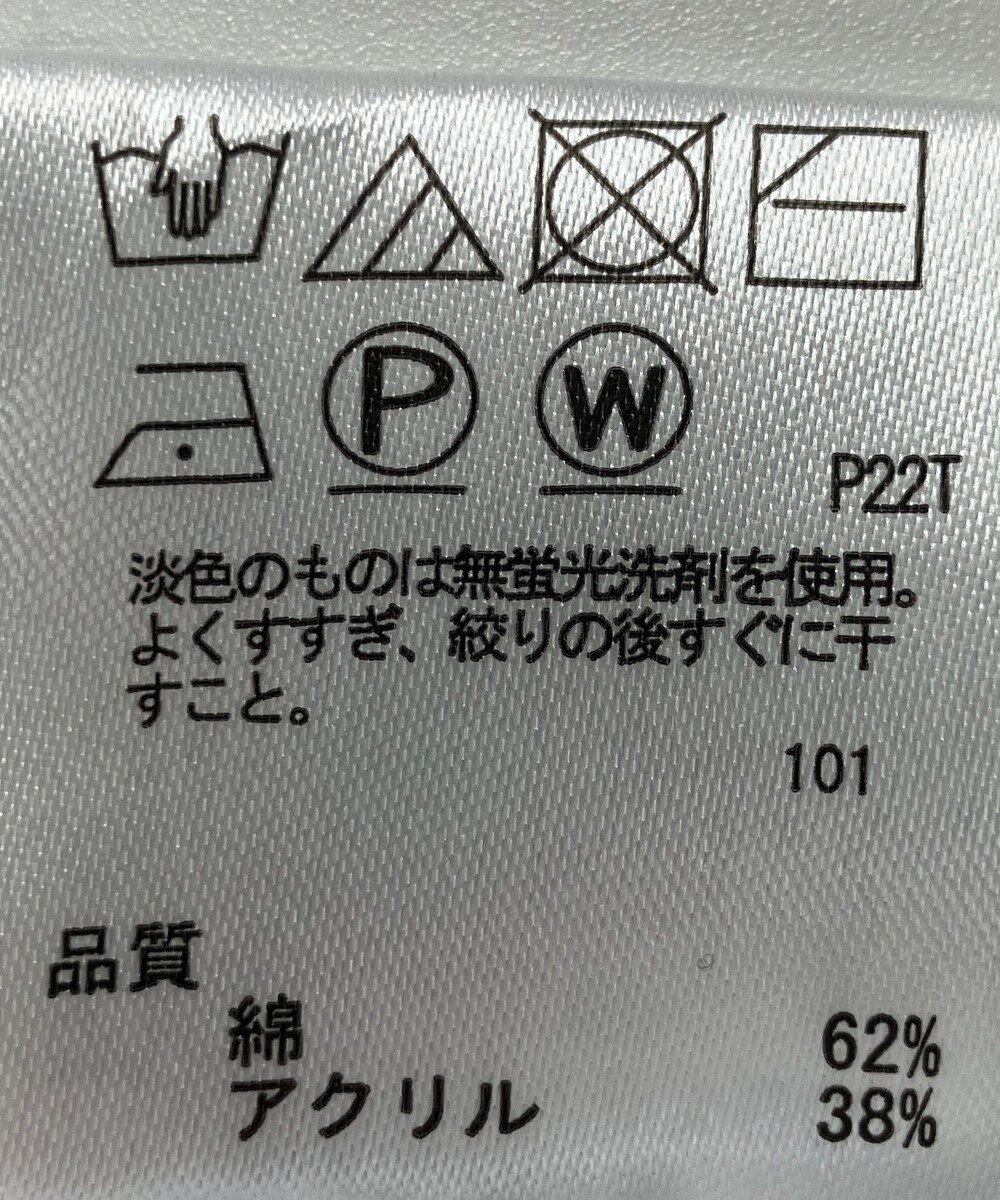 P
W
P22T
淡色のものは無蛍光洗剤を使用。
よくすすぎ、絞りの後すぐに干
すこと。
101
品質
綿 62%
アクリル 38%